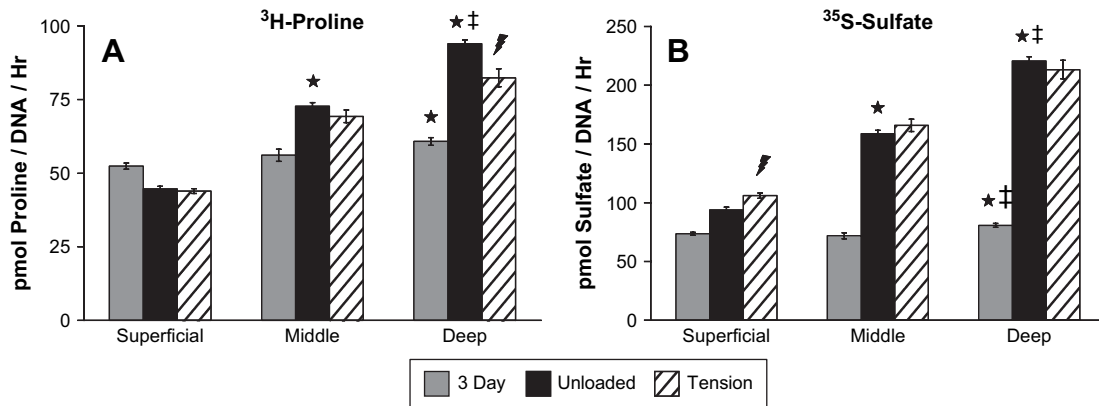 ³H-Proline
A
pmol Proline / DNA / Hr
100
75
50
25
0
★
★
★ ‡
Superficial
Middle
Deep
³⁵S-Sulfate
B
pmol Sulfate / DNA / Hr
250
200
150
100
50
0
★
★ ‡
★ ‡
Superficial
Middle
Deep
3 Day
Unloaded
Tension